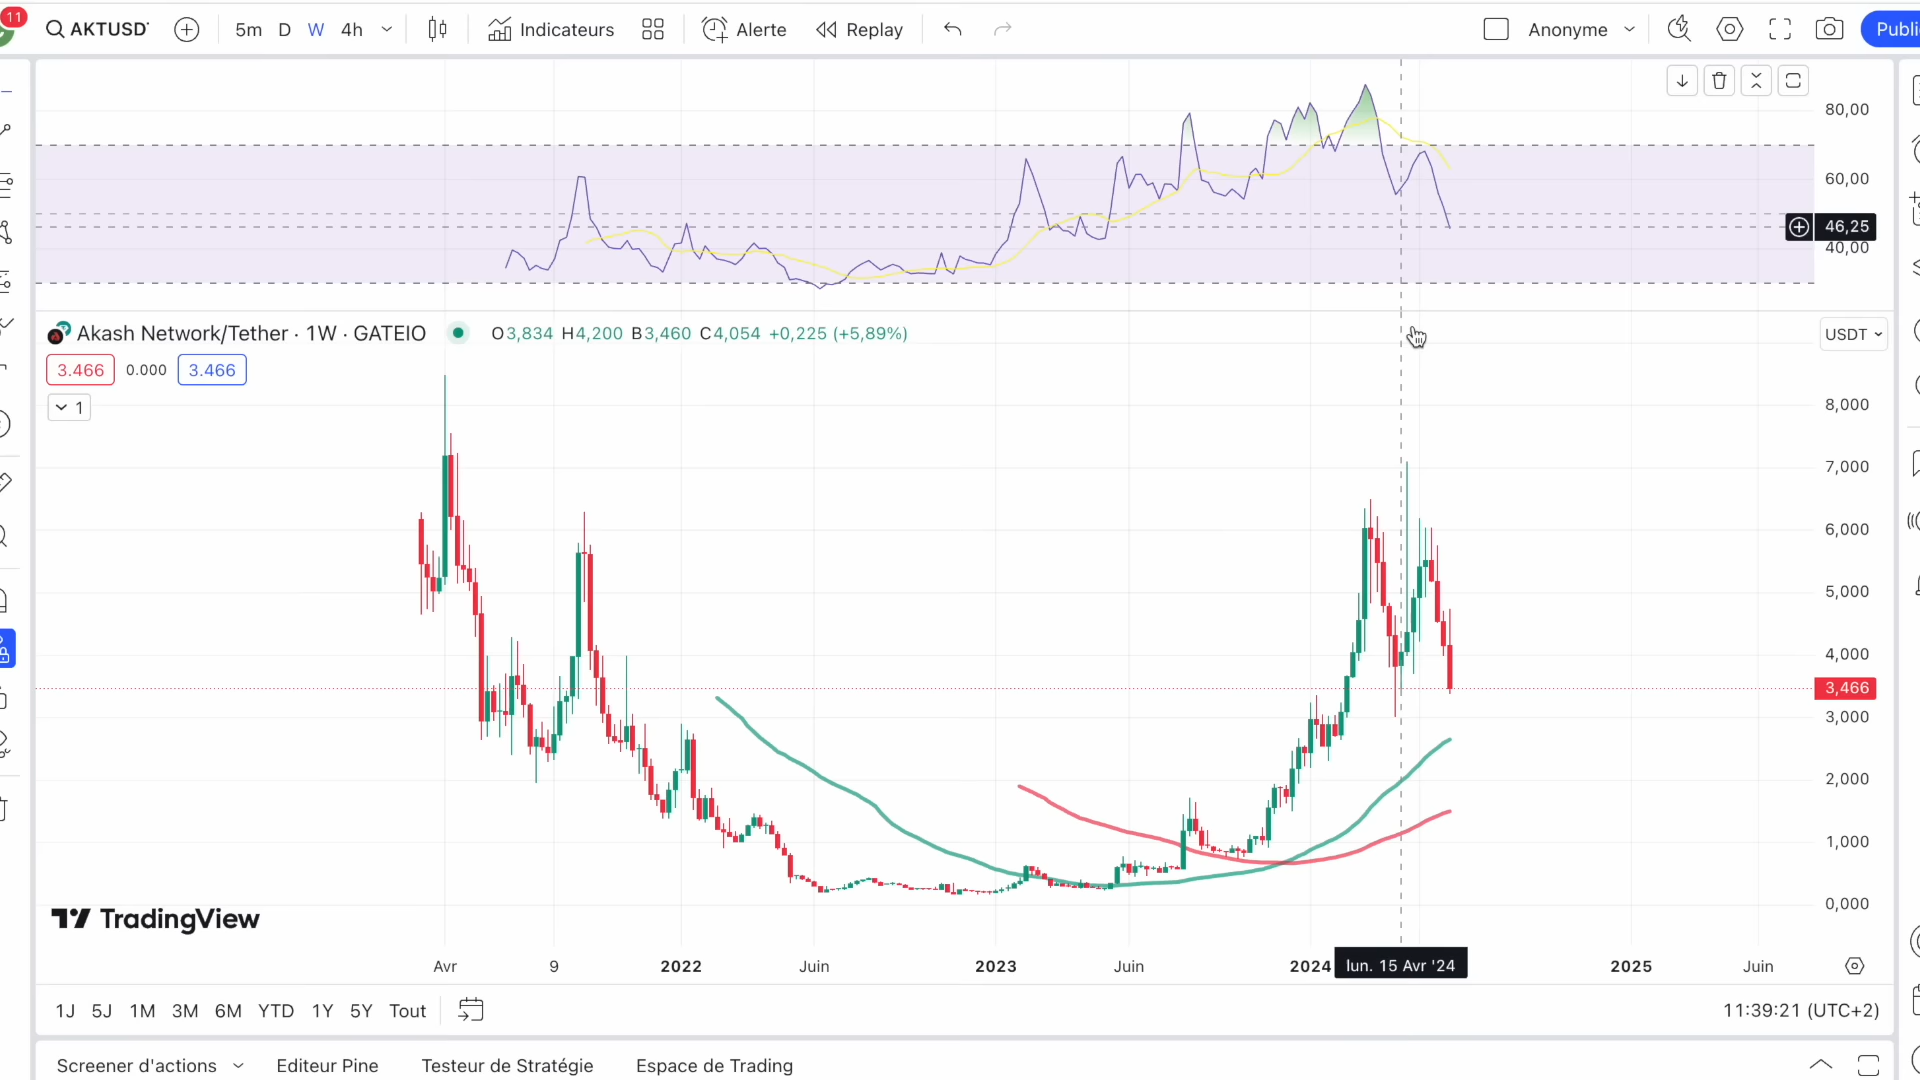 11
AKTUSD
5m D W 4h Indicateurs Alerte Replay Anonyme
80,00
60,00
46,25
40,00
Akash Network/Tether · 1W · GATEIO O3,834 H4,200 B3,460 C4,054 +0,225 (+5,89%)
USDT
3.466 0.000 3.466
1
8,000
7,000
6,000
5,000
4,000
3,466
3,000
2,000
1,000
0,000
TradingView
Avr 9 2022 Juin 2023 Juin 2024 lun. 15 Avr '24 2025 Juin
1J 5J 1M 3M 6M YTD 1Y 5Y Tout 11:39:21 (UTC+2)
Screener d'actions Editeur Pine Testeur de Stratégie Espace de Trading